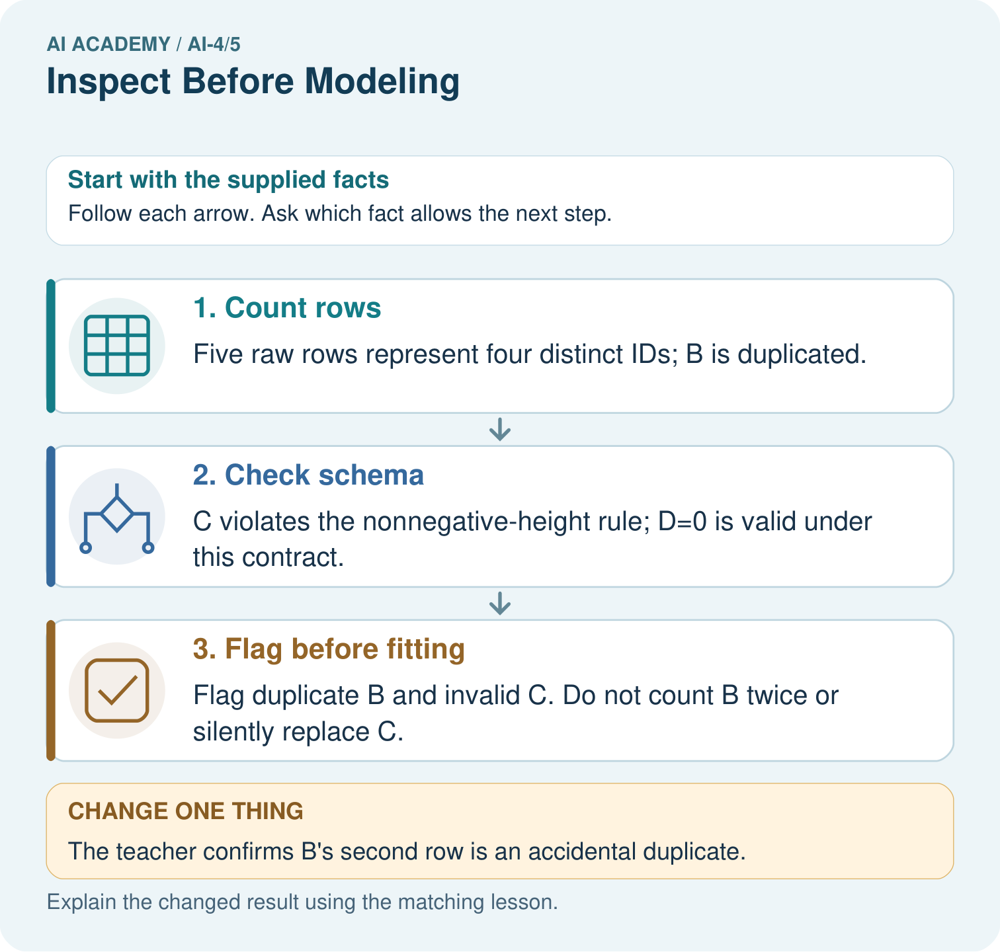 AI ACADEMY / AI-4/5
Inspect Before Modeling
Start with the supplied facts
Follow each arrow. Ask which fact allows the next step.
1. Count rows
Five raw rows represent four distinct IDs; B is duplicated.
2. Check schema
C violates the nonnegative-height rule; D=0 is valid under
this contract.
3. Flag before fitting
Flag duplicate B and invalid C. Do not count B twice or
silently replace C.
CHANGE ONE THING
The teacher confirms B's second row is an accidental duplicate.
Explain the changed result using the matching lesson.